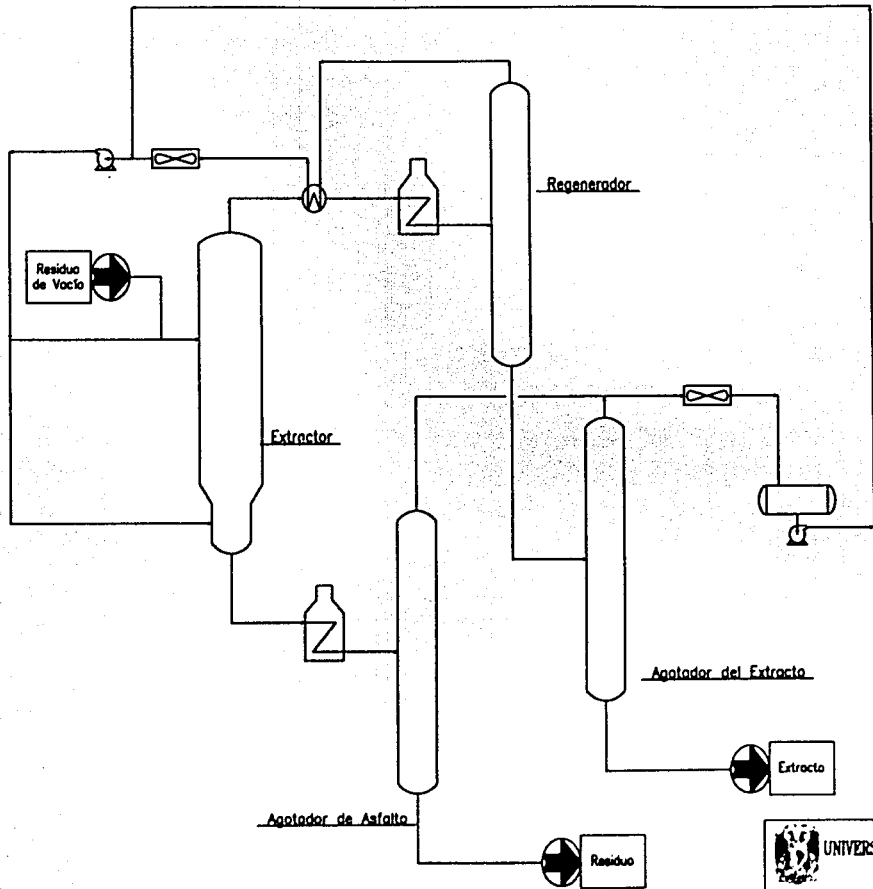 Regenerador
Residuo
de Vacío
Extractor
Agotador del Extracto
Extracto
Agotador de Asfalto
Residuo
UNIVERS